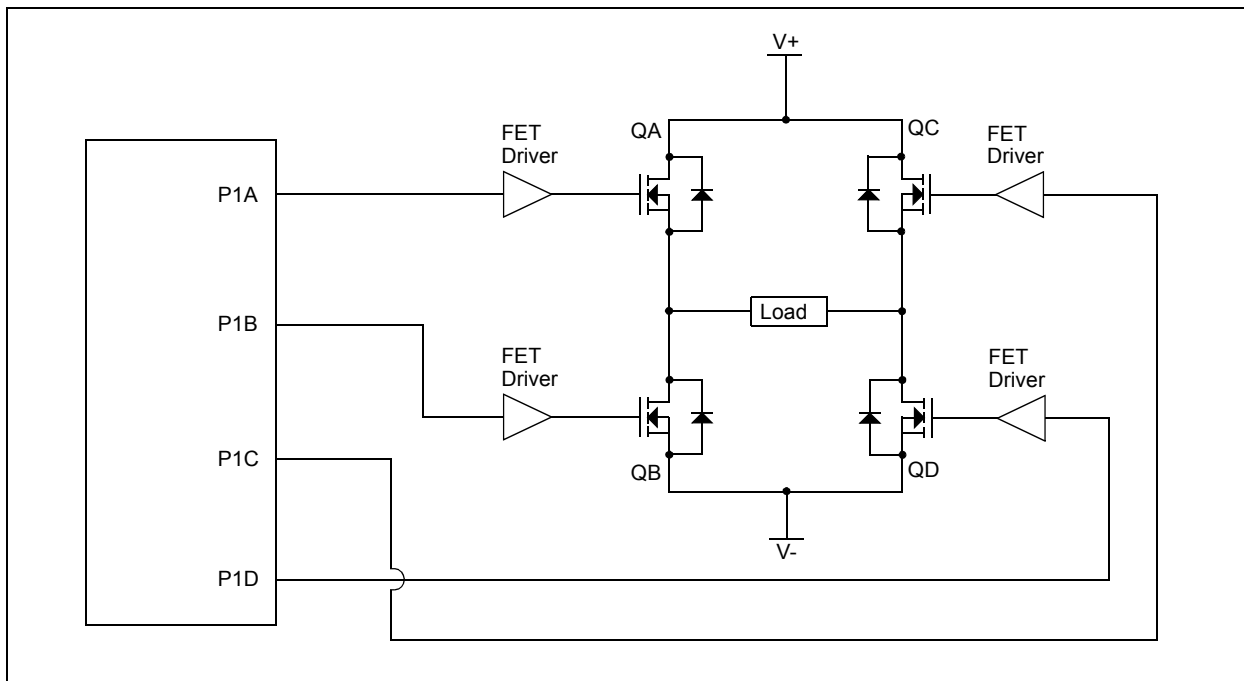 V+
FET
Driver
QA
QC
FET
Driver
P1A
P1B
Load
FET
Driver
FET
Driver
P1C
QB
QD
V-
P1D